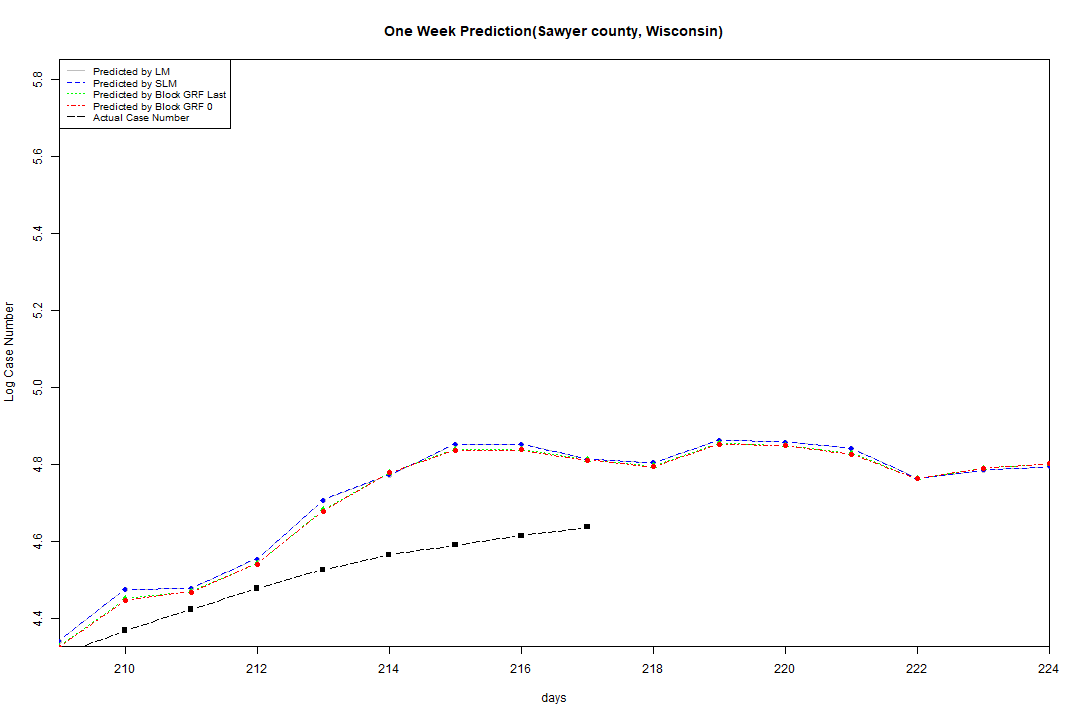 One Week Prediction(Sawyer county, Wisconsin)
Predicted by LM
Predicted by SLM
Predicted by Block GRF Last
Predicted by Block GRF 0
Actual Case Number
5.8
5.6
5.4
5.2
5.0
4.8
4.6
4.4
Log Case Number
210 212 214 216 218 220 222 224
days